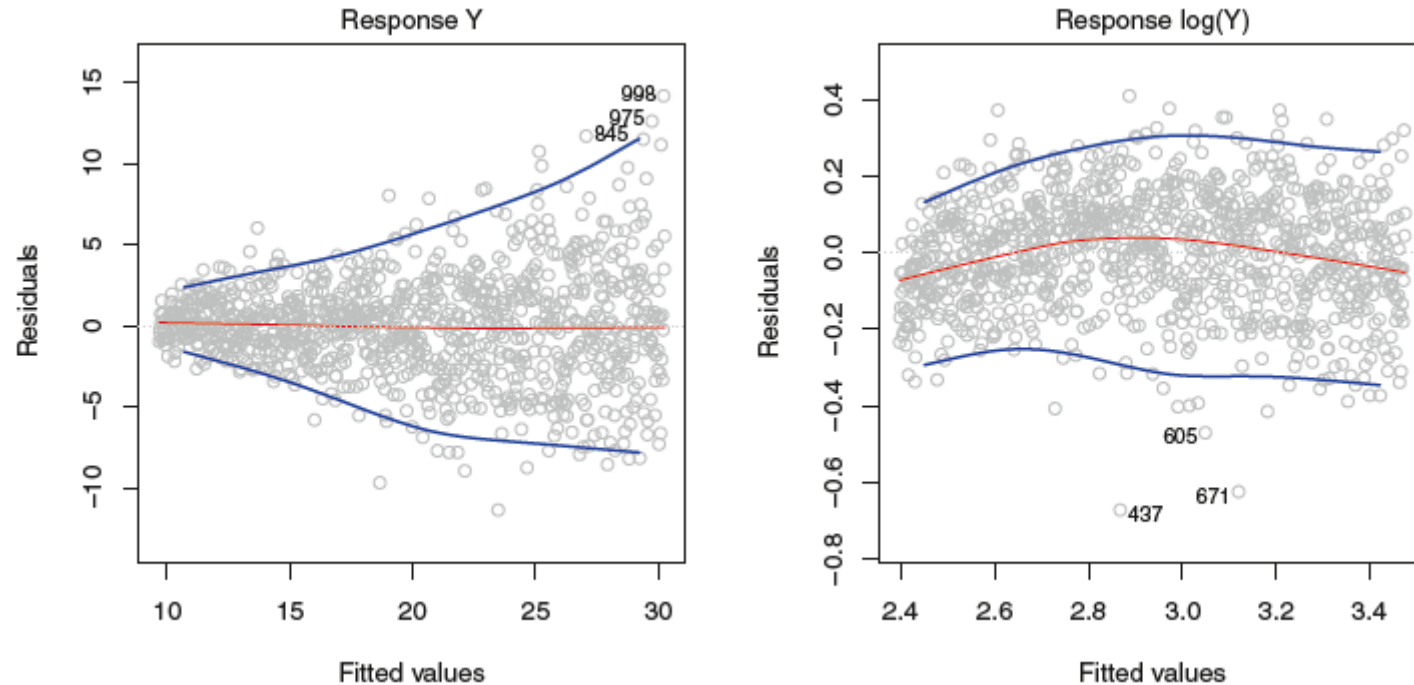 Response Y
Residuals
15
10
5
0
−5
−10
998
975
845
10 15 20 25 30
Fitted values
Response log(Y)
Residuals
0.4
0.2
0.0
−0.2
−0.4
−0.6
−0.8
605
671
437
2.4 2.6 2.8 3.0 3.2 3.4
Fitted values